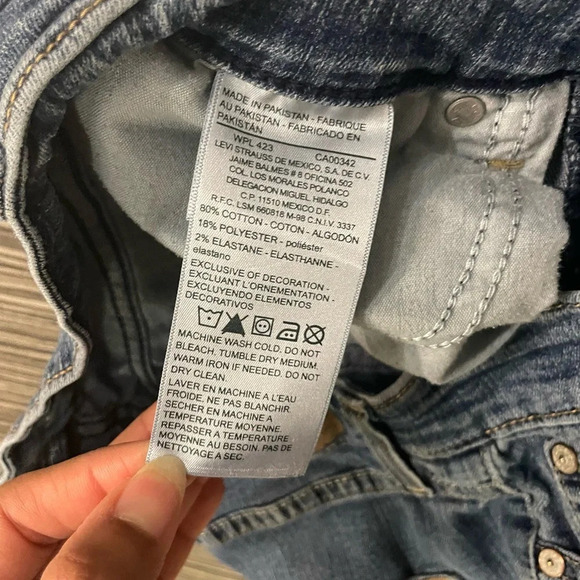 MADE IN PAKISTAN - FABRIQUE
AU PAKISTAN - FABRICADO EN
PAKISTÁN
WPL 423 CA00342
LEVI STRAUSS DE MEXICO, S.A. DE C.V.
JAIME BALMES # 8 OFICINA 502
COL. LOS MORALES POLANCO
DELEGACION MIGUEL HIDALGO
C.P. 11510 MEXICO D.F.
R.F.C. LSM 660818 M-98 C.N.I.V. 3337
80% COTTON - COTON - ALGODÓN
18% POLYESTER - poliéster
2% ELASTANE - ELASTHANNE -
elastano
EXCLUSIVE OF DECORATION -
EXCLUANT L'ORNEMENTATION -
EXCLUYENDO ELEMENTOS
DECORATIVOS
MACHINE WASH COLD. DO NOT
BLEACH. TUMBLE DRY MEDIUM.
WARM IRON IF NEEDED. DO NOT
DRY CLEAN.
LAVER EN MACHINE A L'EAU
FROIDE. NE PAS BLANCHIR.
SECHER EN MACHINE A
TEMPERATURE MOYENNE.
REPASSER A TEMPERATURE
MOYENNE AU BESOIN. PAS DE
NETTOYAGE A SEC.